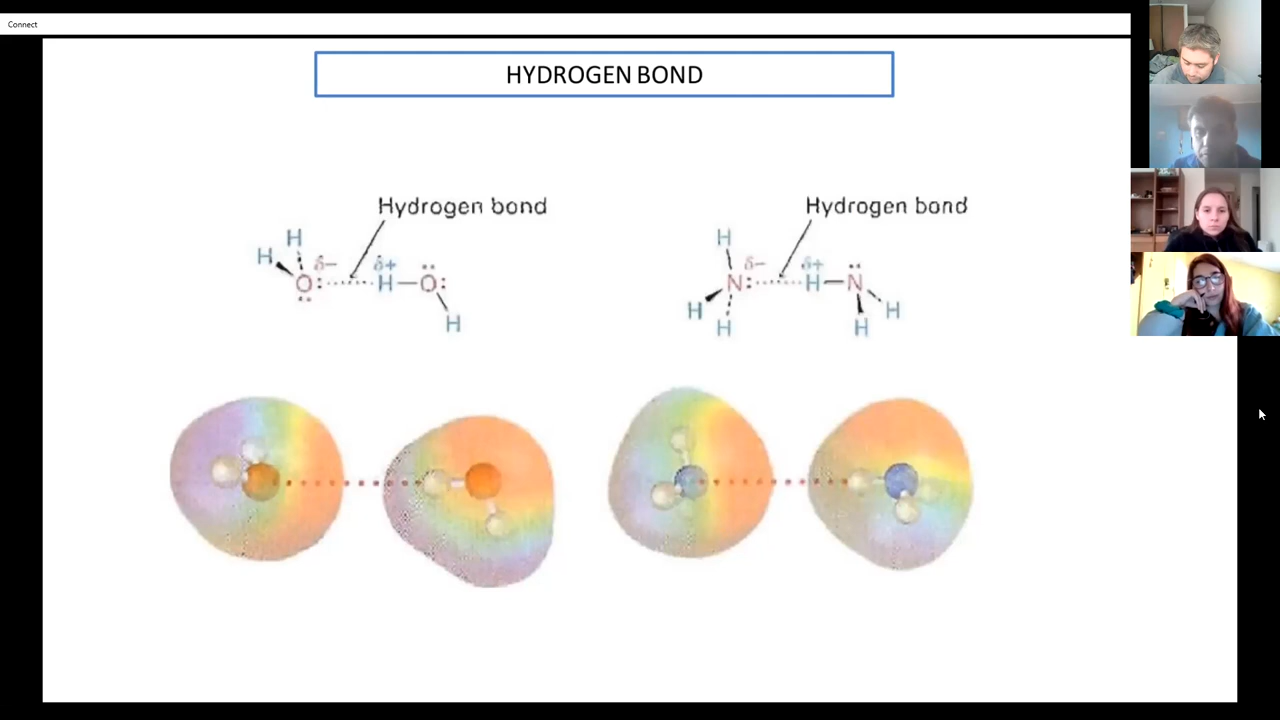 Connect
HYDROGEN BOND
Hydrogen bond
H
H
δ− δ+
O: H—O:
H
Hydrogen bond
H
δ− δ+
N: H—N
H
H
H
H